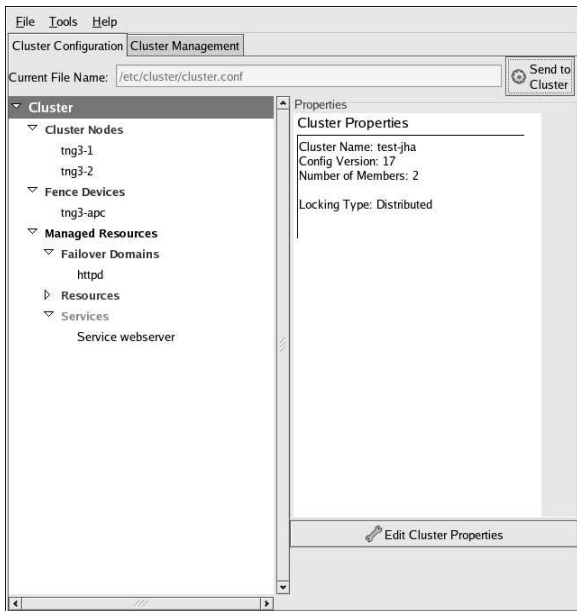 File Tools Help
Cluster Configuration Cluster Management
Current File Name: /etc/cluster/cluster.conf
Send to
Cluster
Cluster
Cluster Nodes
tng3-1
tng3-2
Fence Devices
tng3-apc
Managed Resources
Failover Domains
httpd
Resources
Services
Service webserver
Properties
Cluster Properties
Cluster Name: test-jha
Config Version: 17
Number of Members: 2
Locking Type: Distributed
Edit Cluster Properties